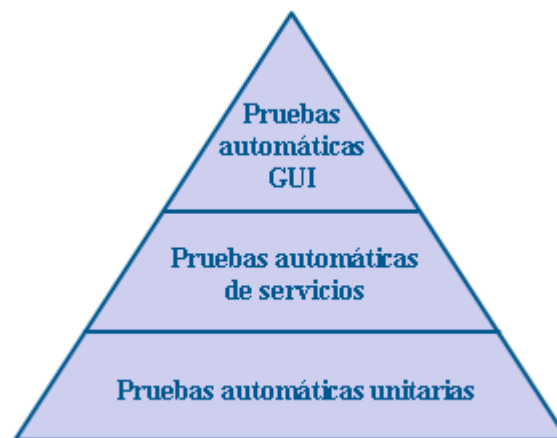 Pruebas
automáticas
GUI
Pruebas automáticas
de servicios
Pruebas automáticas unitarias